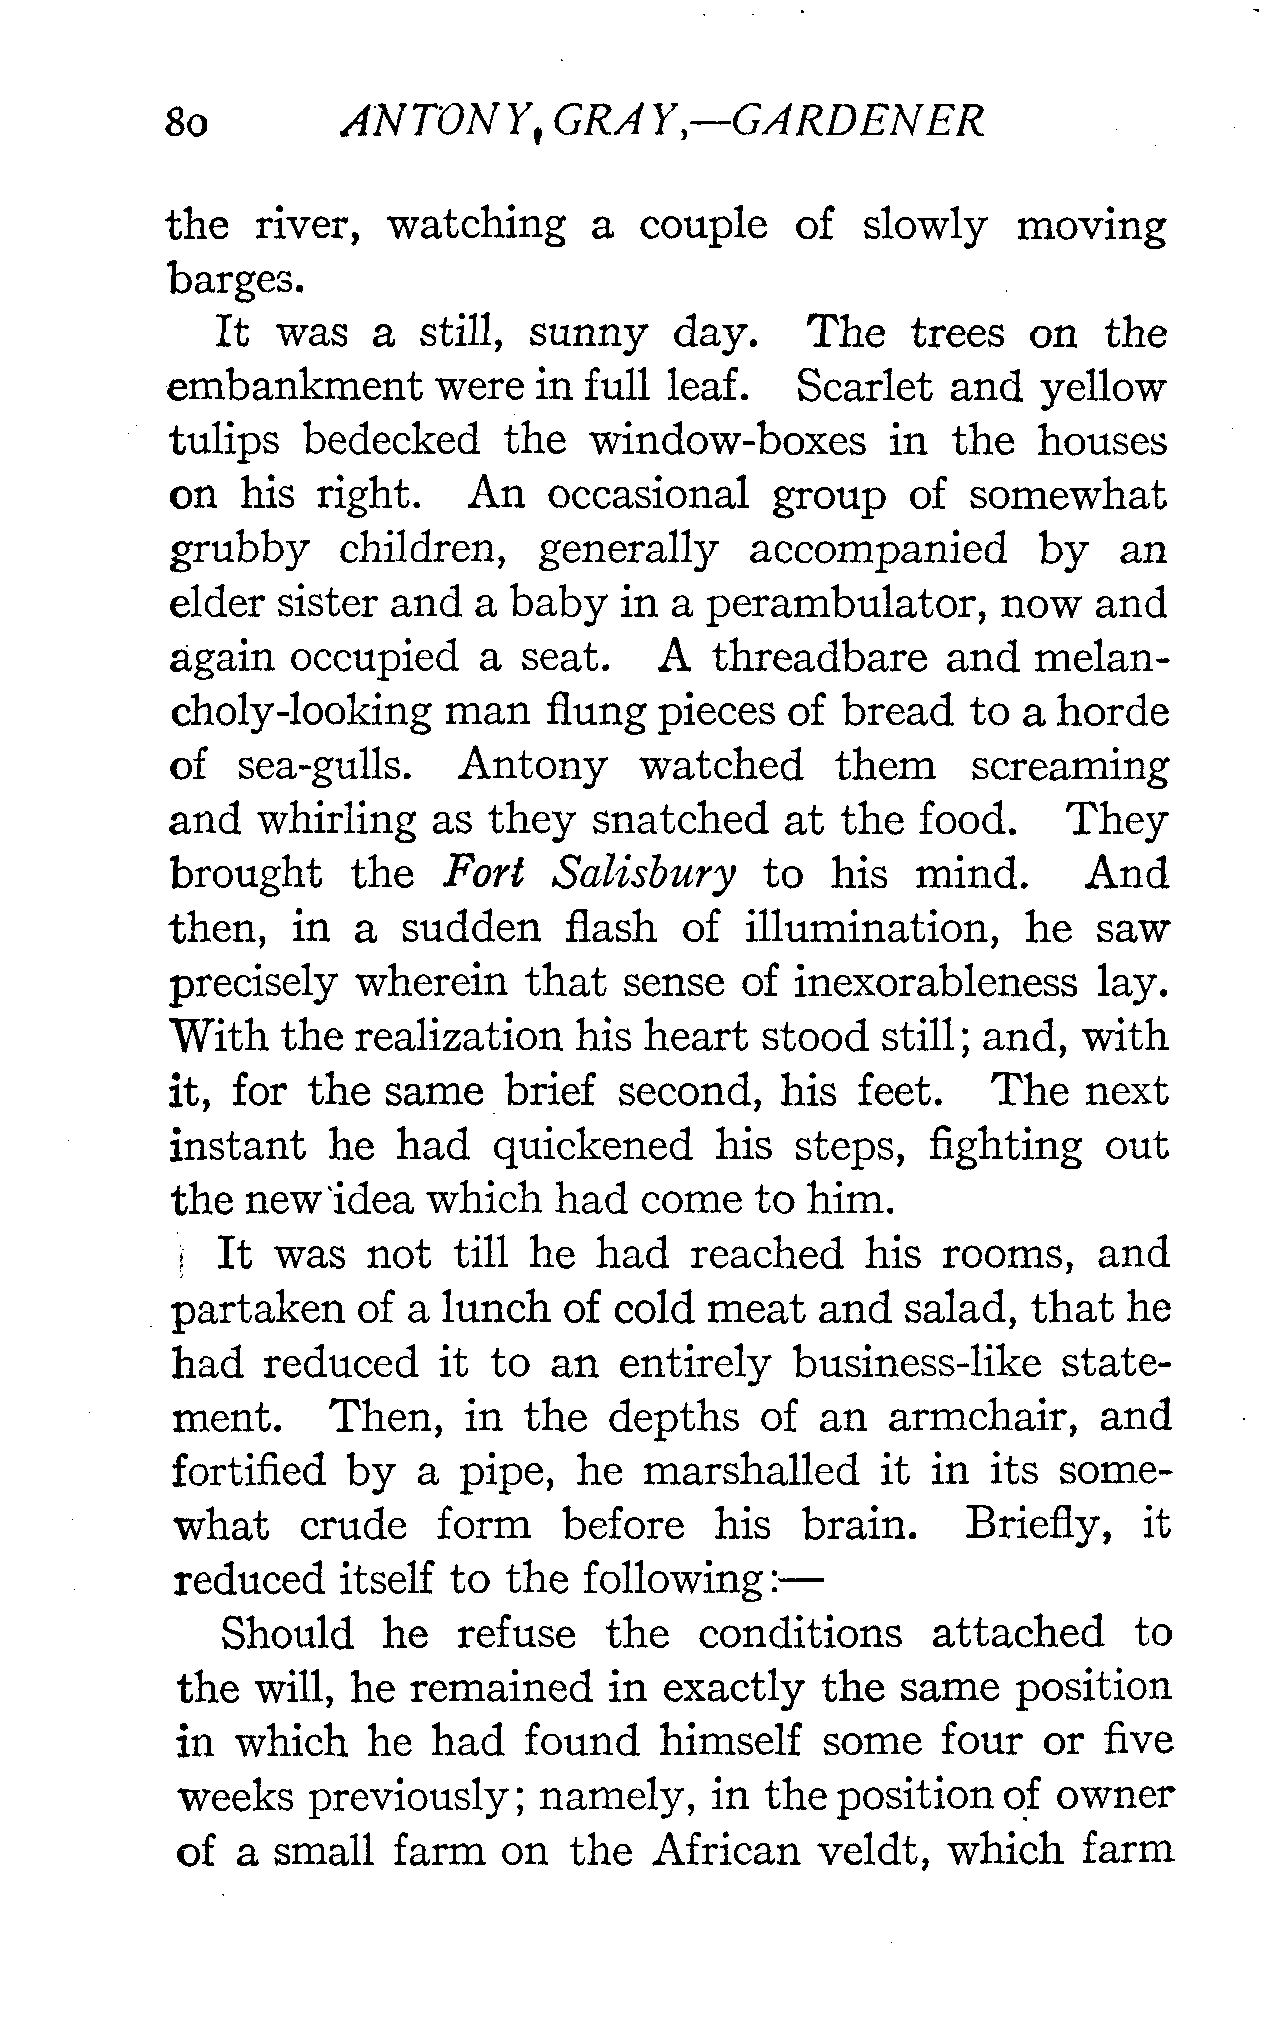 80 ANTONY, GRAY,—GARDENER
the river, watching a couple of slowly moving
barges.
It was a still, sunny day. The trees on the
embankment were in full leaf. Scarlet and yellow
tulips bedecked the window-boxes in the houses
on his right. An occasional group of somewhat
grubby children, generally accompanied by an
elder sister and a baby in a perambulator, now and
again occupied a seat. A threadbare and melan-
choly-looking man flung pieces of bread to a horde
of sea-gulls. Antony watched them screaming
and whirling as they snatched at the food. They
brought the Fort Salisbury to his mind. And
then, in a sudden flash of illumination, he saw
precisely wherein that sense of inexorableness lay.
With the realization his heart stood still; and, with
it, for the same brief second, his feet. The next
instant he had quickened his steps, fighting out
the new idea which had come to him.
It was not till he had reached his rooms, and
partaken of a lunch of cold meat and salad, that he
had reduced it to an entirely business-like state-
ment. Then, in the depths of an armchair, and
fortified by a pipe, he marshalled it in its some-
what crude form before his brain. Briefly, it
reduced itself to the following:—
Should he refuse the conditions attached to
the will, he remained in exactly the same position
in which he had found himself some four or five
weeks previously; namely, in the position of owner
of a small farm on the African veldt, which farm